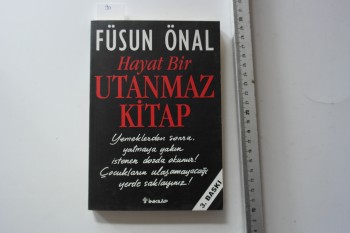 FÜSUN ÖNAL
Hayat Bir
UTANMAZ
KİTAP
Yemeklerden sonra,
yatmaya yakın
istenen dozda okunur!
Çocukların ulaşamayacağı
yerde saklayınız!
3. BASKI
İNKILÂP